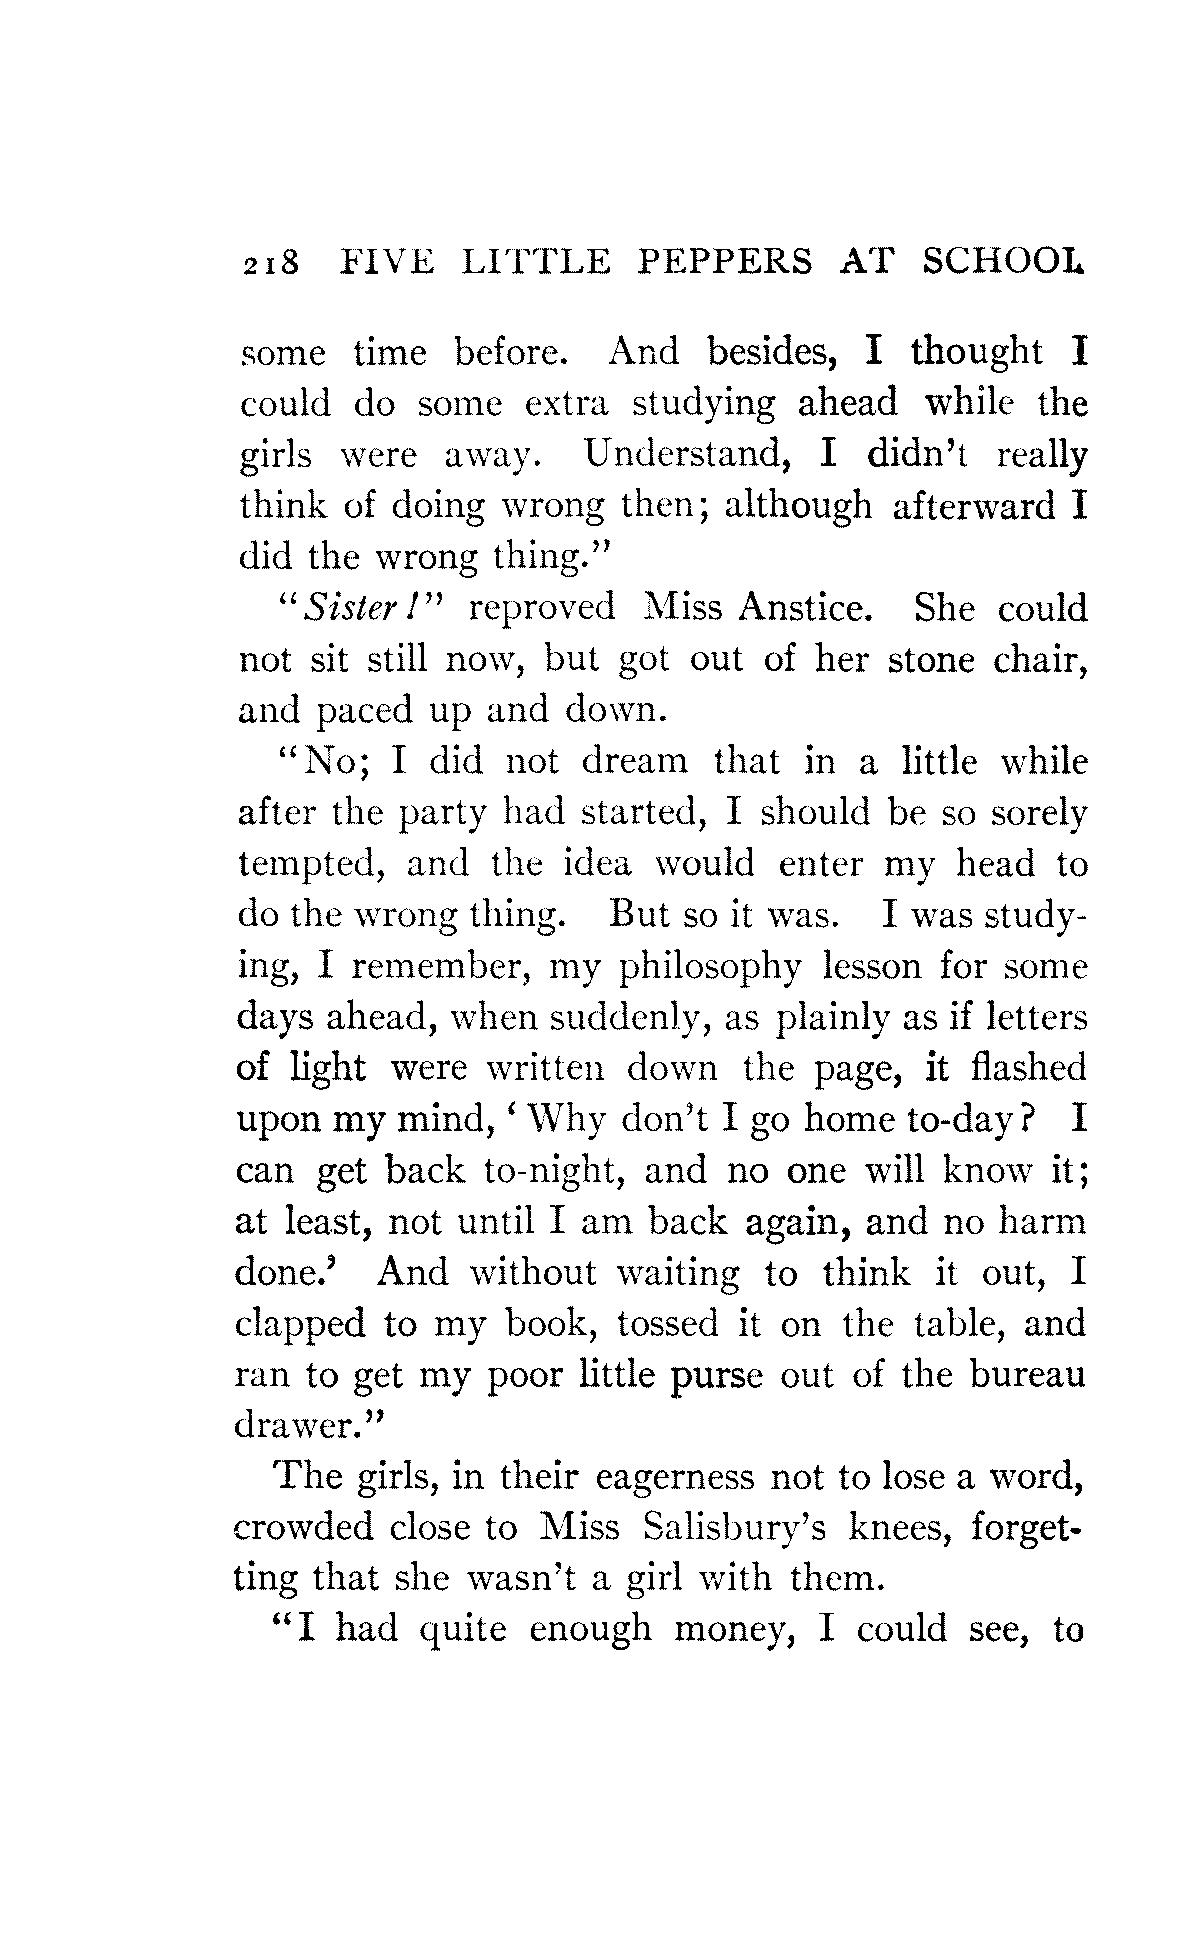 218 FIVE LITTLE PEPPERS AT SCHOOL
some time before. And besides, I thought I
could do some extra studying ahead while the
girls were away. Understand, I didn't really
think of doing wrong then; although afterward I
did the wrong thing."
"Sister!" reproved Miss Anstice. She could
not sit still now, but got out of her stone chair,
and paced up and down.
"No; I did not dream that in a little while
after the party had started, I should be so sorely
tempted, and the idea would enter my head to
do the wrong thing. But so it was. I was study-
ing, I remember, my philosophy lesson for some
days ahead, when suddenly, as plainly as if letters
of light were written down the page, it flashed
upon my mind, 'Why don't I go home to-day? I
can get back to-night, and no one will know it;
at least, not until I am back again, and no harm
done.' And without waiting to think it out, I
clapped to my book, tossed it on the table, and
ran to get my poor little purse out of the bureau
drawer."
The girls, in their eagerness not to lose a word,
crowded close to Miss Salisbury's knees, forget-
ting that she wasn't a girl with them.
"I had quite enough money, I could see, to